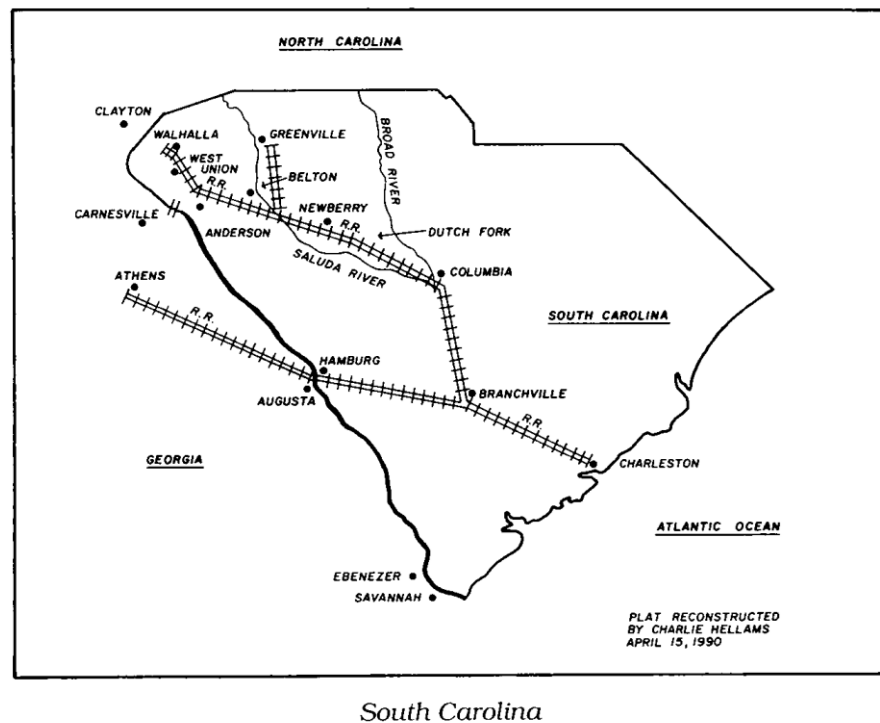 NORTH CAROLINA
CLAYTON
WALHALLA
GREENVILLE
BROAD RIVER
WEST
UNION
R.R.
BELTON
NEWBERRY
R.R.
DUTCH FORK
CARNESVILLE
ANDERSON
SALUDA RIVER
COLUMBIA
ATHENS
R.R.
SOUTH CAROLINA
HAMBURG
AUGUSTA
BRANCHVILLE
R.R.
GEORGIA
CHARLESTON
ATLANTIC OCEAN
EBENEZER
SAVANNAH
PLAT RECONSTRUCTED
BY CHARLIE HELLAMS
APRIL 15, 1990
South Carolina